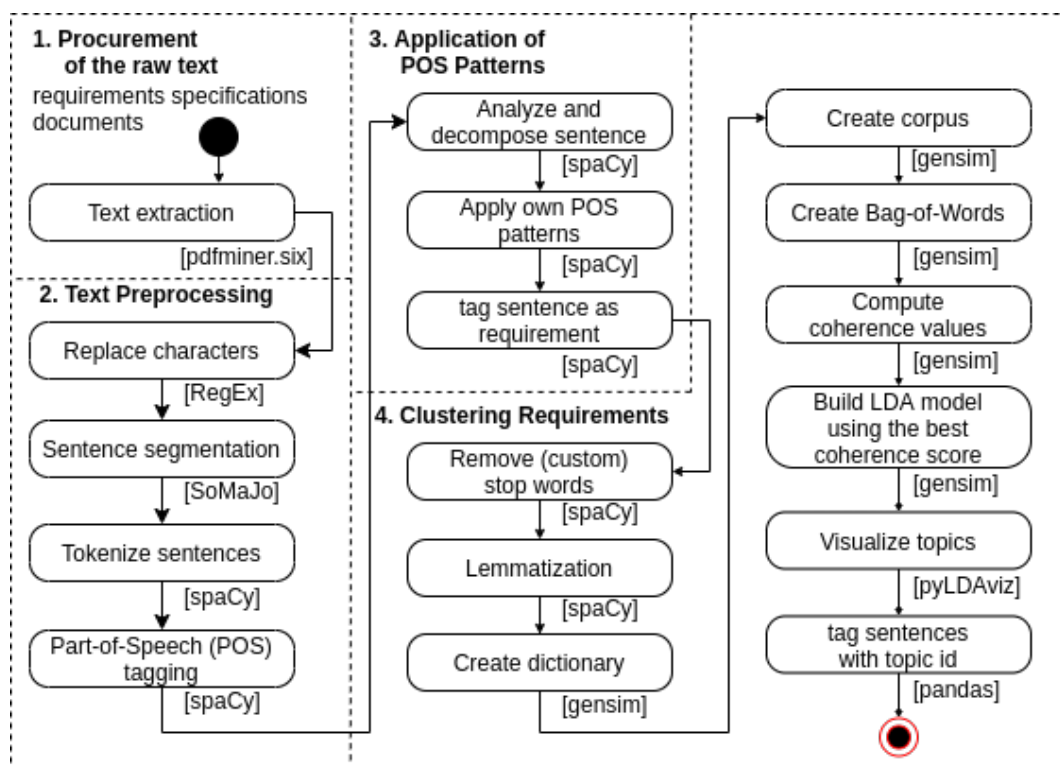 1. Procurement
of the raw text
requirements specifications
documents
Text extraction
[pdfminer.six]
2. Text Preprocessing
Replace characters
[RegEx]
Sentence segmentation
[SoMaJo]
Tokenize sentences
[spaCy]
Part-of-Speech (POS)
tagging
[spaCy]
3. Application of
POS Patterns
Analyze and
decompose sentence
[spaCy]
Apply own POS
patterns
[spaCy]
tag sentence as
requirement
[spaCy]
4. Clustering Requirements
Remove (custom)
stop words
[spaCy]
Lemmatization
[spaCy]
Create dictionary
[gensim]
Create corpus
[gensim]
Create Bag-of-Words
[gensim]
Compute
coherence values
[gensim]
Build LDA model
using the best
coherence score
[gensim]
Visualize topics
[pyLDAviz]
tag sentences
with topic id
[pandas]